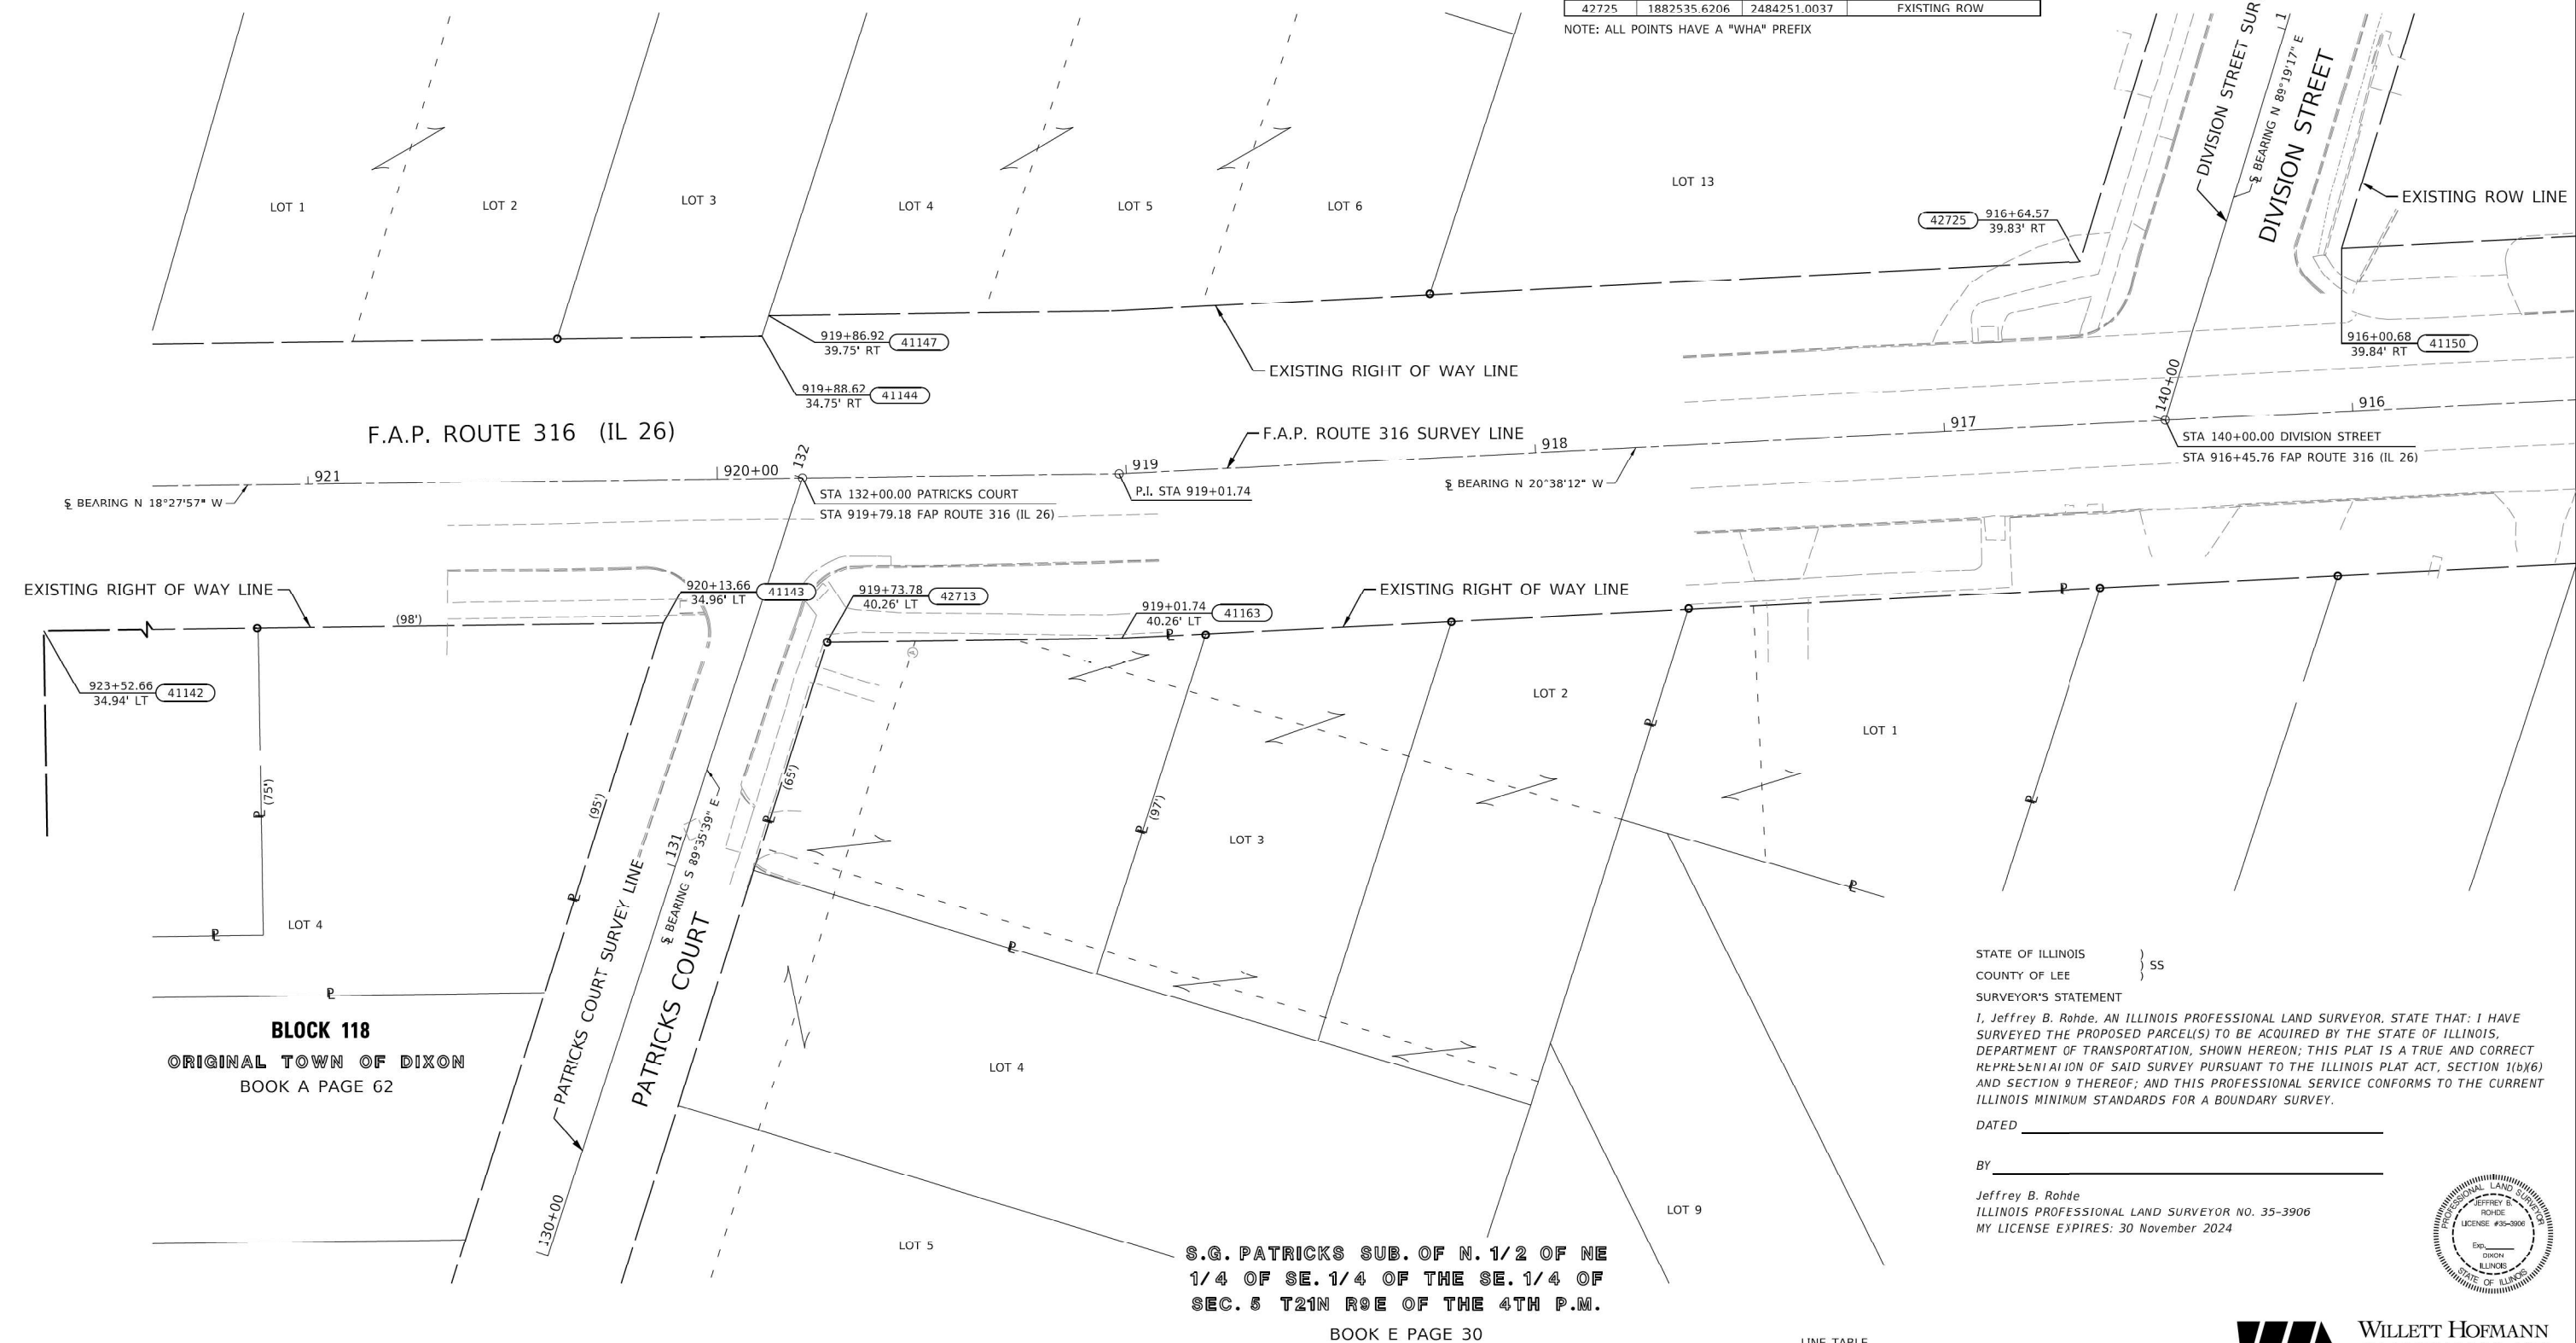 42725 1882535.6206 2484251.0037 EXISTING ROW
NOTE: ALL POINTS HAVE A "WHA" PREFIX
DIVISION STREET SUR
BEARING N 89°19'17" E
DIVISION STREET
EXISTING ROW LINE
LOT 1
LOT 2
LOT 3
LOT 4
LOT 5
LOT 6
LOT 13
42725
916+64.57
39.83' RT
919+86.92
39.75' RT
41147
919+88.62
34.75' RT
41144
EXISTING RIGHT OF WAY LINE
916+00.68
39.84' RT
41150
140+00
F.A.P. ROUTE 316 (IL 26)
F.A.P. ROUTE 316 SURVEY LINE
921
920+00
132
919
918
917
916
STA 140+00.00 DIVISION STREET
STA 916+45.76 FAP ROUTE 316 (IL 26)
BEARING N 18°27'57" W
STA 132+00.00 PATRICKS COURT
STA 919+79.18 FAP ROUTE 316 (IL 26)
P.I. STA 919+01.74
BEARING N 20°38'12" W
EXISTING RIGHT OF WAY LINE
920+13.66
34.96' LT
41143
919+73.78
40.26' LT
42713
919+01.74
40.26' LT
41163
EXISTING RIGHT OF WAY LINE
(98')
923+52.66
34.94' LT
41142
(75')
(95')
(65')
(97')
LOT 2
LOT 1
LOT 3
131
BEARING S 89°35'39" E
PATRICKS COURT SURVEY LINE
PATRICKS COURT
LOT 4
BLOCK 118
ORIGINAL TOWN OF DIXON
BOOK A PAGE 62
130+00
LOT 4
LOT 5
LOT 9
S.G. PATRICKS SUB. OF N. 1/2 OF NE
1/4 OF SE. 1/4 OF THE SE. 1/4 OF
SEC. 5 T21N R9E OF THE 4TH P.M.
BOOK E PAGE 30
STATE OF ILLINOIS )
) SS
COUNTY OF LEE )
SURVEYOR'S STATEMENT
I, Jeffrey B. Rohde, AN ILLINOIS PROFESSIONAL LAND SURVEYOR, STATE THAT: I HAVE
SURVEYED THE PROPOSED PARCEL(S) TO BE ACQUIRED BY THE STATE OF ILLINOIS,
DEPARTMENT OF TRANSPORTATION, SHOWN HEREON; THIS PLAT IS A TRUE AND CORRECT
REPRESENTATION OF SAID SURVEY PURSUANT TO THE ILLINOIS PLAT ACT, SECTION 1(b)(6)
AND SECTION 9 THEREOF; AND THIS PROFESSIONAL SERVICE CONFORMS TO THE CURRENT
ILLINOIS MINIMUM STANDARDS FOR A BOUNDARY SURVEY.
DATED
BY
Jeffrey B. Rohde
ILLINOIS PROFESSIONAL LAND SURVEYOR NO. 35-3906
MY LICENSE EXPIRES: 30 November 2024
PROFESSIONAL LAND SURVEYOR
JEFFREY B.
ROHDE
LICENSE #35-3906
Exp.
DIXON
ILLINOIS
STATE OF ILLINOIS
LINE TABLE
WILLETT HOFMANN